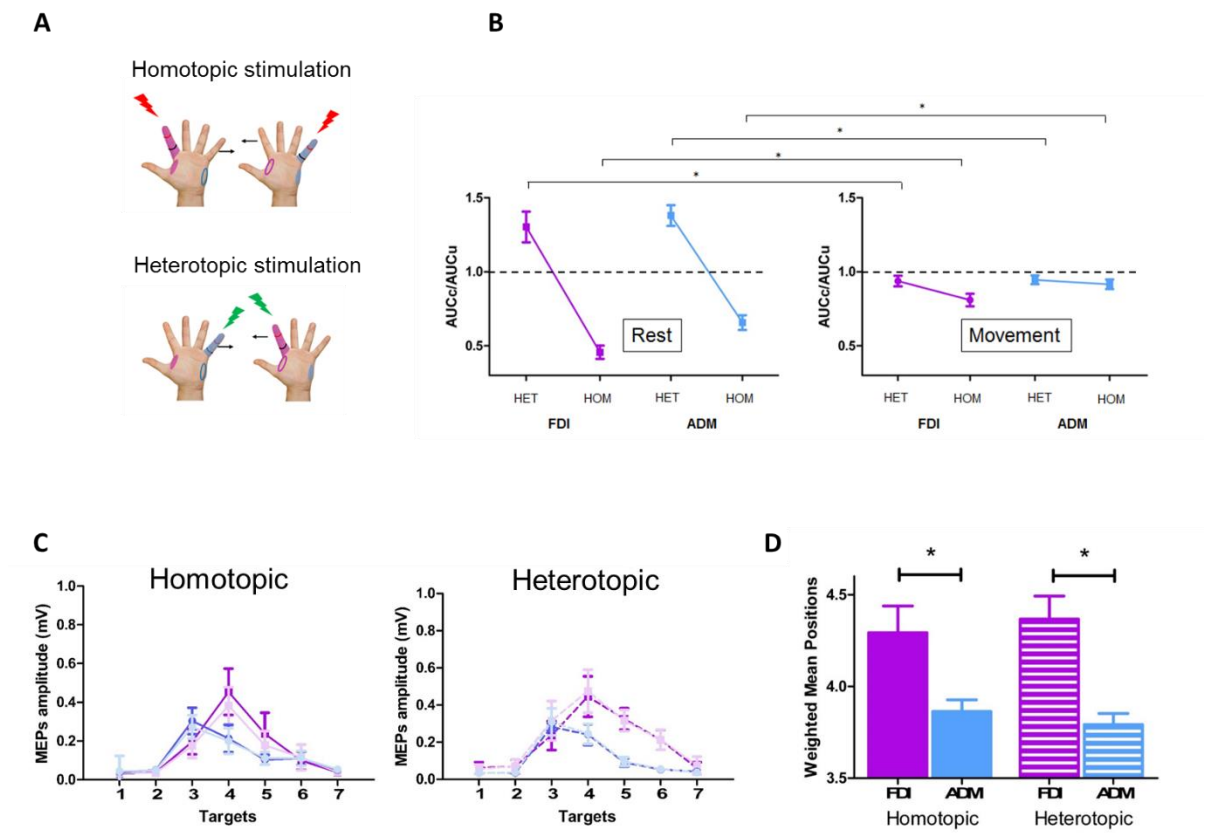 A
Homotopic stimulation
Heterotopic stimulation
B
*
*
*
*
1.5
1.0
0.5
AUCc/AUCu
Rest
HET HOM HET HOM
FDI ADM
1.5
1.0
0.5
AUCc/AUCu
Movement
HET HOM HET HOM
FDI ADM
C
Homotopic
MEPs amplitude (mV)
1.0
0.8
0.6
0.4
0.2
0.0
1 2 3 4 5 6 7
Targets
Heterotopic
MEPs amplitude (mV)
1.0
0.8
0.6
0.4
0.2
0.0
1 2 3 4 5 6 7
Targets
D
* *
Weighted Mean Positions
4.5
4.0
3.5
FDI ADM FDI ADM
Homotopic Heterotopic